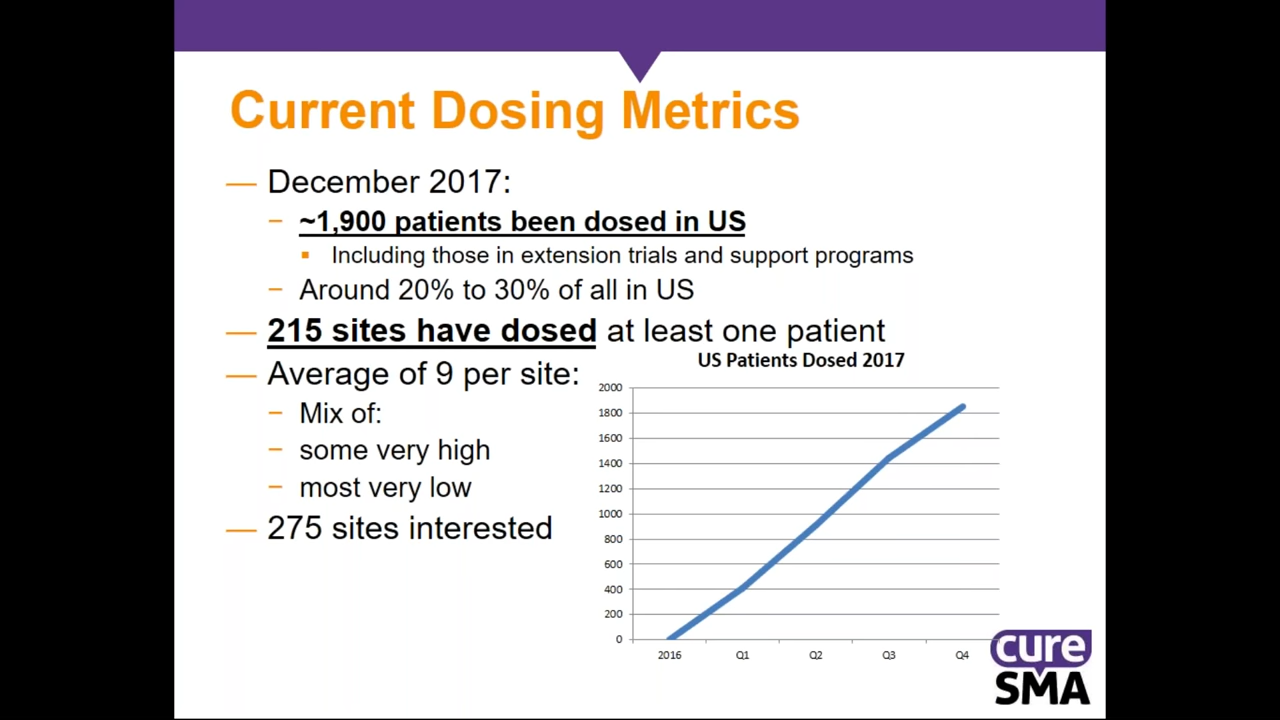 Current Dosing Metrics
— December 2017:
− ~1,900 patients been dosed in US
▪ Including those in extension trials and support programs
− Around 20% to 30% of all in US
— 215 sites have dosed at least one patient
— Average of 9 per site:
− Mix of:
− some very high
− most very low
— 275 sites interested
US Patients Dosed 2017
2000
1800
1600
1400
1200
1000
800
600
400
200
0
2016 Q1 Q2 Q3 Q4
cure
SMA